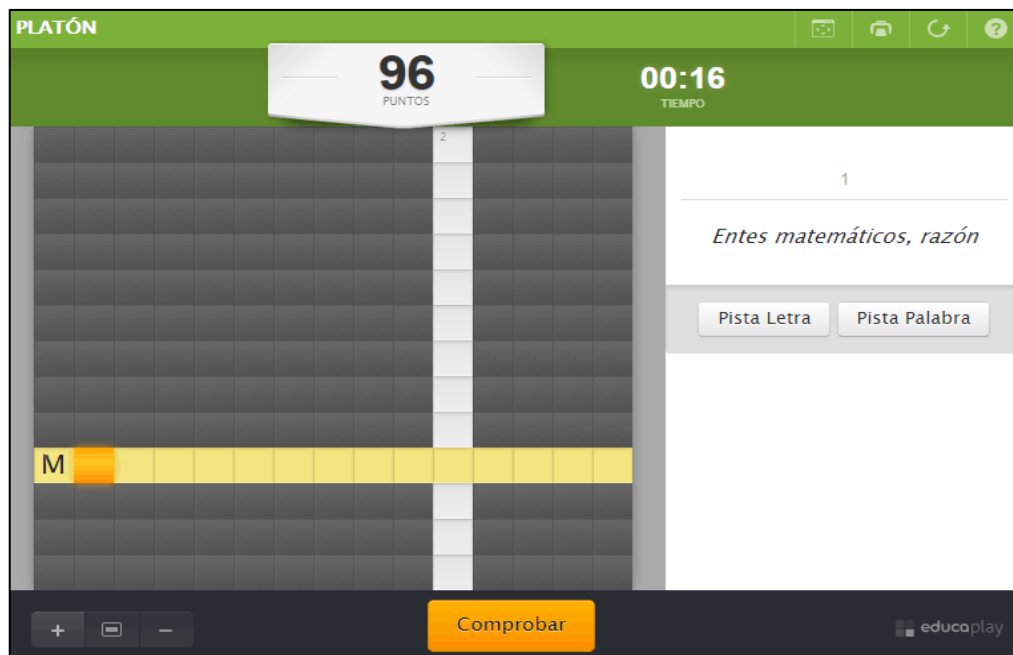 PLATÓN
?
96
PUNTOS
00:16
TIEMPO
2
1
Entes matemáticos, razón
Pista Letra
Pista Palabra
M
+
−
Comprobar
educaplay